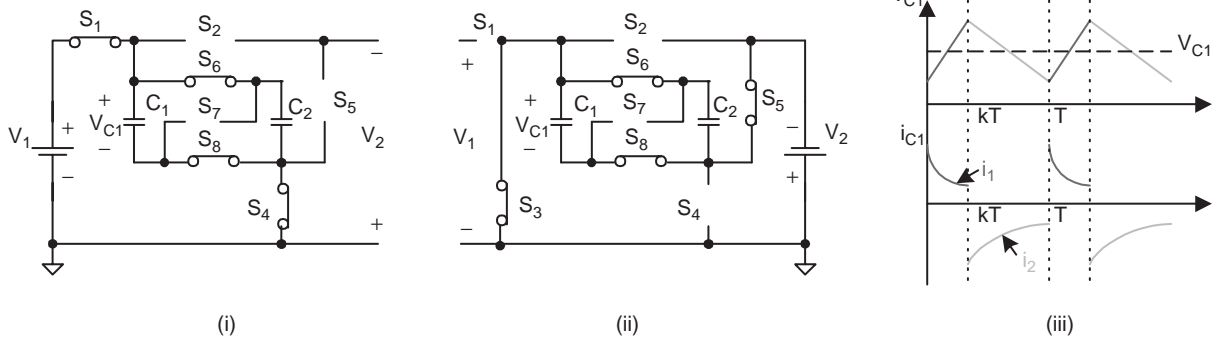 S1
S2
−
S6
+
C1
S7
C2
S5
VC1
V2
V1
+
−
S8
−
S4
+
(i)
S1
S2
+
S6
+
C1
S7
C2
S5
VC1
−
V2
V1
−
S8
+
S3
S4
−
(ii)
C1
VC1
kT
T
iC1
i1
kT
T
i2
(iii)